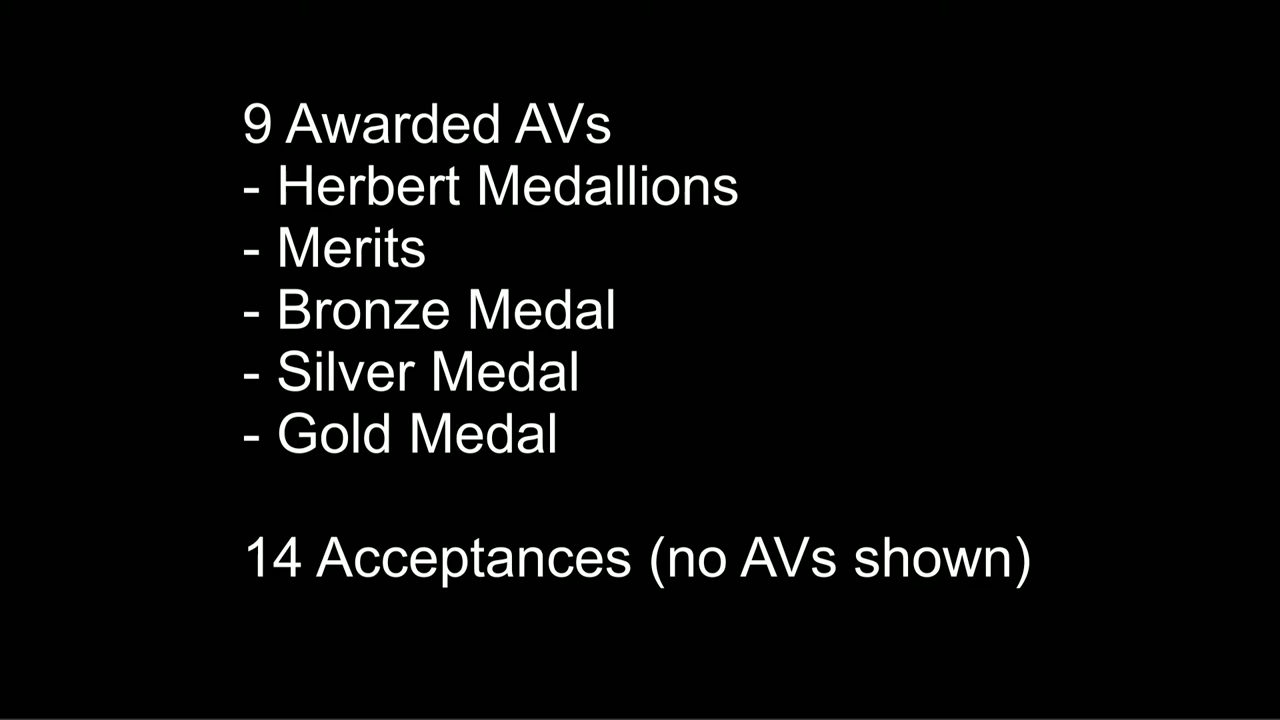 9 Awarded AVs
- Herbert Medallions
- Merits
- Bronze Medal
- Silver Medal
- Gold Medal
14 Acceptances (no AVs shown)